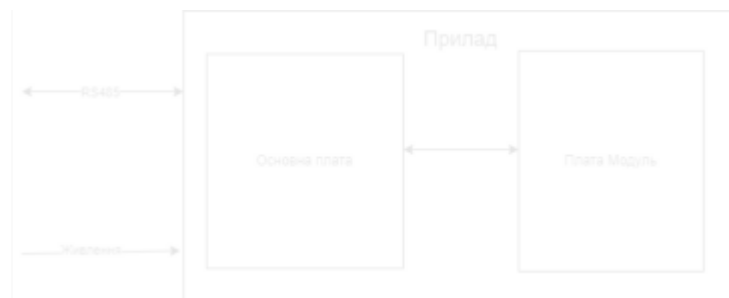 Прилад
RS485
Основна плата
Плата Модуль
Живлення